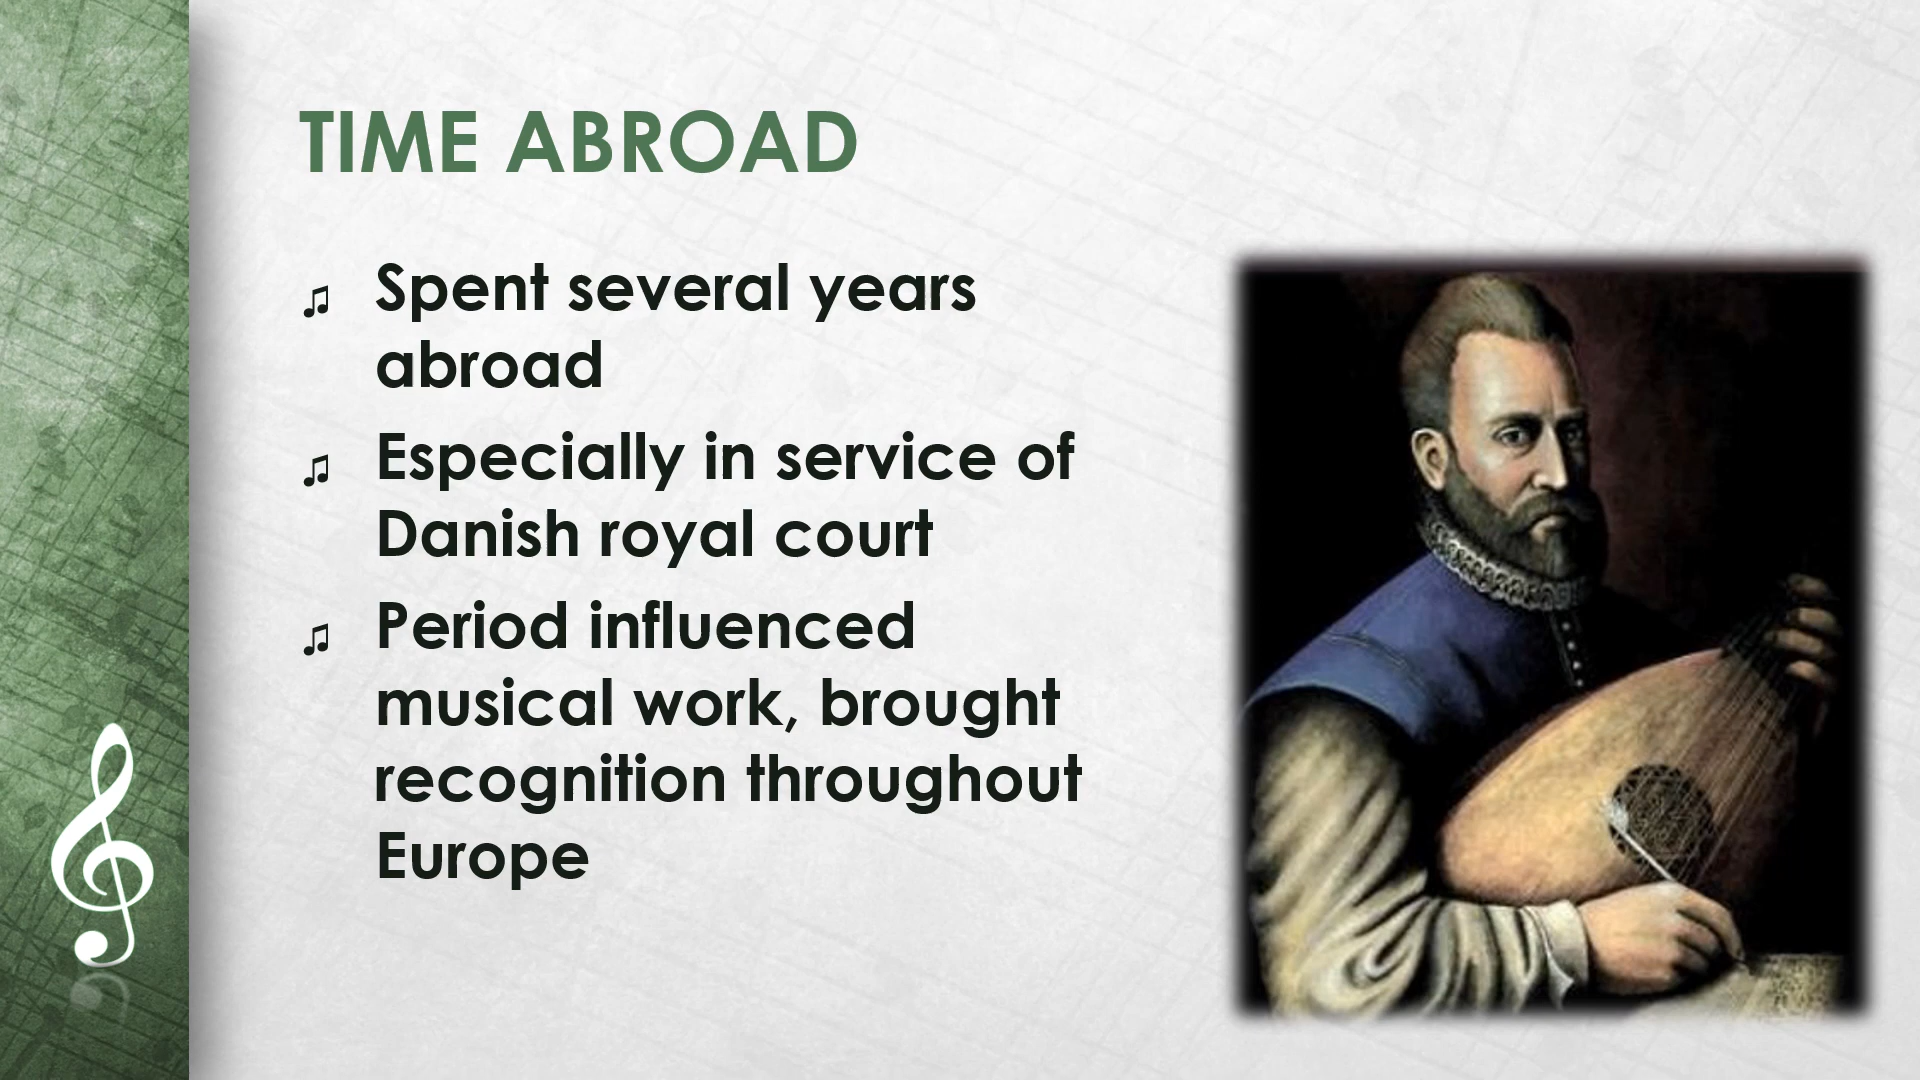 TIME ABROAD
♫ Spent several years
abroad
♫ Especially in service of
Danish royal court
♫ Period influenced
musical work, brought
recognition throughout
Europe